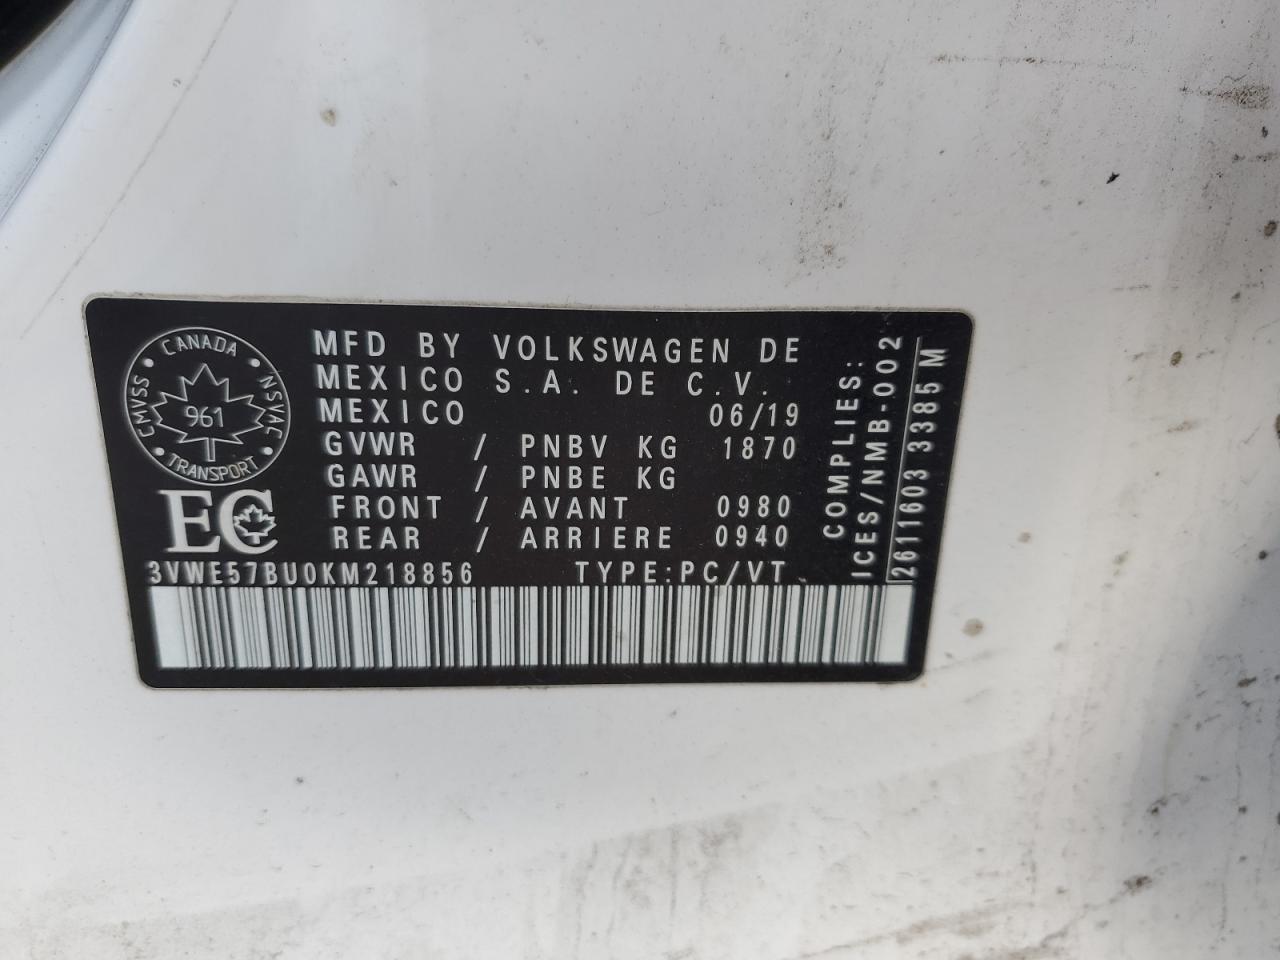 CANADA
CMVSS NSVAC
961
TRANSPORT
EC
MFD BY VOLKSWAGEN DE
MEXICO S.A. DE C.V.
MEXICO 06/19
GVWR / PNBV KG 1870
GAWR / PNBE KG
FRONT / AVANT 0980
REAR / ARRIERE 0940
3VWE57BU0KM218856 TYPE:PC/VT
COMPLIES:
ICES/NMB-002
2611603 3385 M